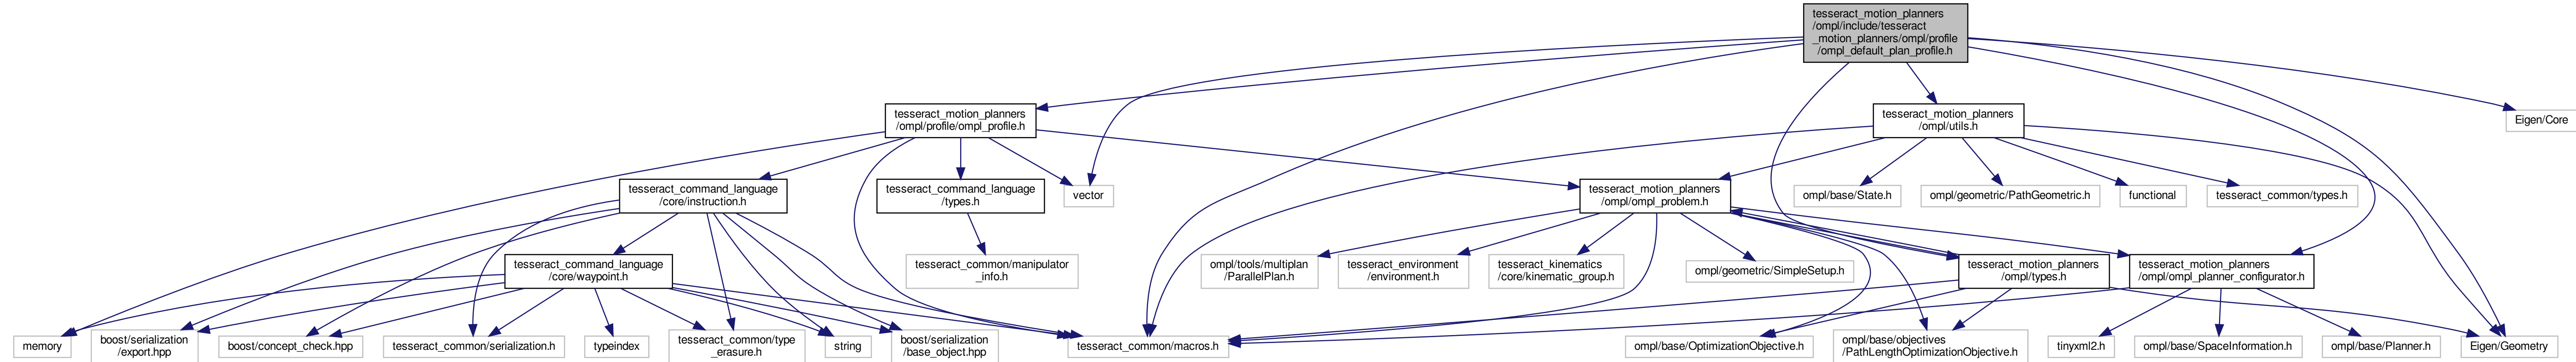 tesseract_motion_planners
/ompl/include/tesseract
_motion_planners/ompl/profile
/ompl_default_plan_profile.h
tesseract_motion_planners
/ompl/profile/ompl_profile.h
tesseract_motion_planners
/ompl/utils.h
Eigen/Core
tesseract_command_language
/core/instruction.h
tesseract_command_language
/types.h
vector
tesseract_motion_planners
/ompl/ompl_problem.h
ompl/base/State.h
ompl/geometric/PathGeometric.h
functional
tesseract_common/types.h
tesseract_command_language
/core/waypoint.h
tesseract_common/manipulator
_info.h
ompl/tools/multiplan
/ParallelPlan.h
tesseract_environment
/environment.h
tesseract_kinematics
/core/kinematic_group.h
ompl/geometric/SimpleSetup.h
tesseract_motion_planners
/ompl/types.h
tesseract_motion_planners
/ompl/ompl_planner_configurator.h
memory
boost/serialization
/export.hpp
boost/concept_check.hpp
tesseract_common/serialization.h
typeindex
tesseract_common/type
_erasure.h
string
boost/serialization
/base_object.hpp
tesseract_common/macros.h
ompl/base/OptimizationObjective.h
ompl/base/objectives
/PathLengthOptimizationObjective.h
tinyxml2.h
ompl/base/SpaceInformation.h
ompl/base/Planner.h
Eigen/Geometry